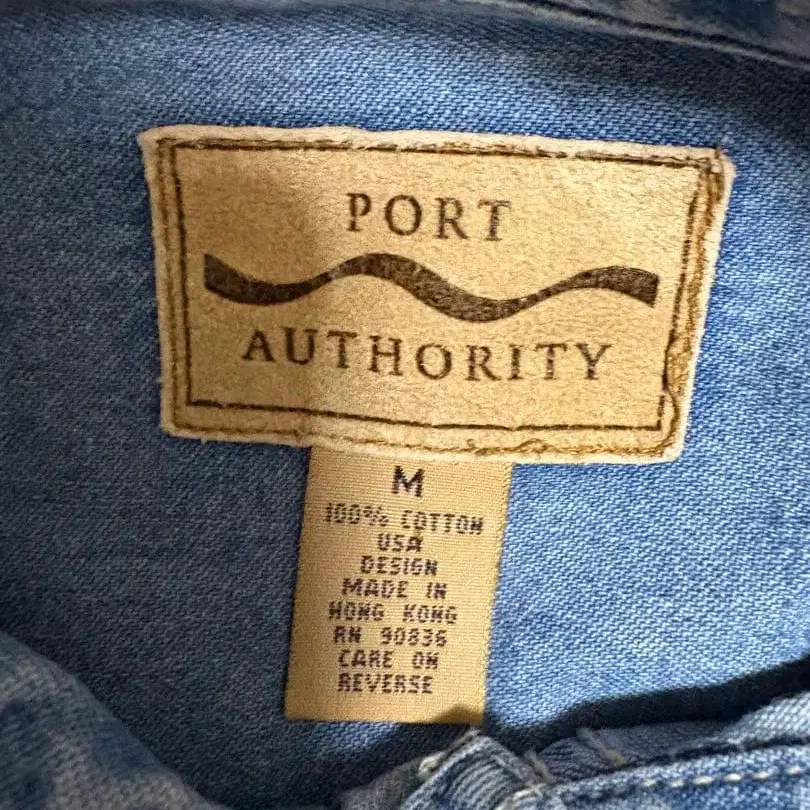 PORT
AUTHORITY
M
100% COTTON
USA
DESIGN
MADE IN
HONG KONG
RN 90836
CARE ON
REVERSE